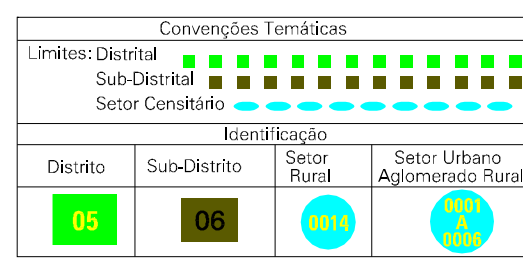 Convenções Temáticas
Limites: Distrital
Sub-Distrital
Setor Censitário
Identificação
Distrito
Sub-Distrito
Setor
Rural
Setor Urbano
Aglomerado Rural
05
06
0014
0001
A
0006